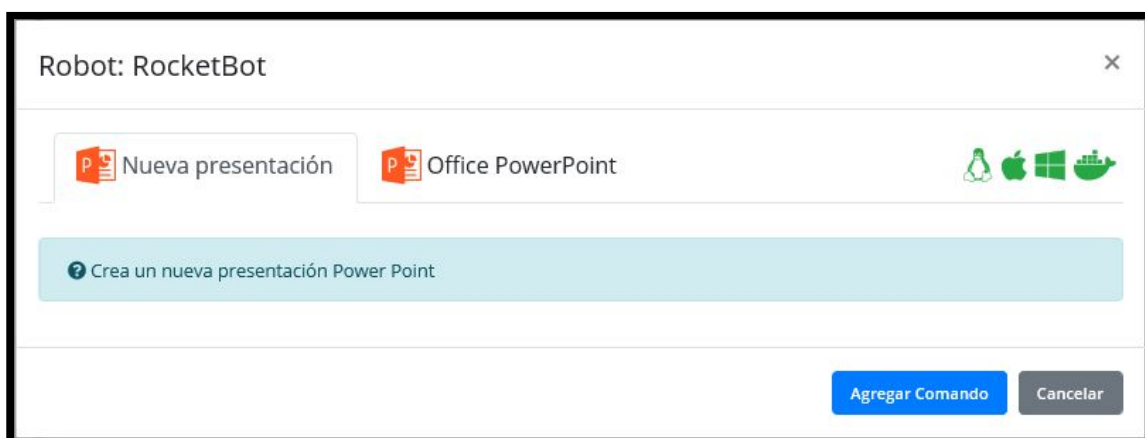 Robot: RocketBot
×
Nueva presentación
Office PowerPoint
Crea un nueva presentación Power Point
Agregar Comando
Cancelar